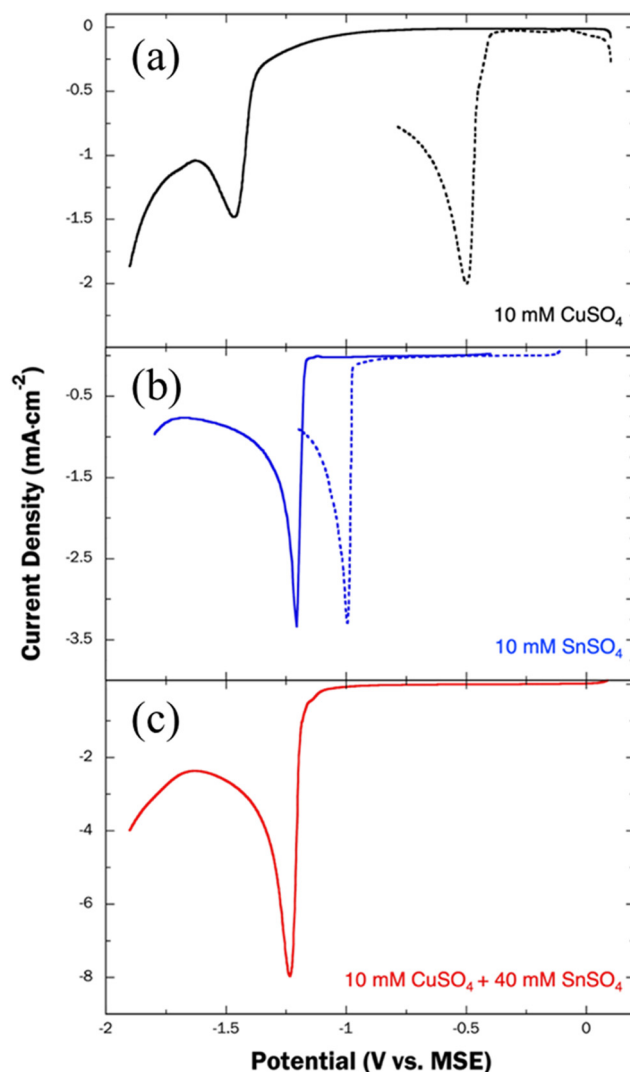 0
(a)
-0.5
-1
-1.5
-2
10 mM CuSO₄
(b)
-0.5
-1.5
-2.5
-3.5
10 mM SnSO₄
(c)
-2
-4
-6
-8
10 mM CuSO₄ + 40 mM SnSO₄
-2 -1.5 -1 -0.5 0
Potential (V vs. MSE)
Current Density (mA·cm⁻²)